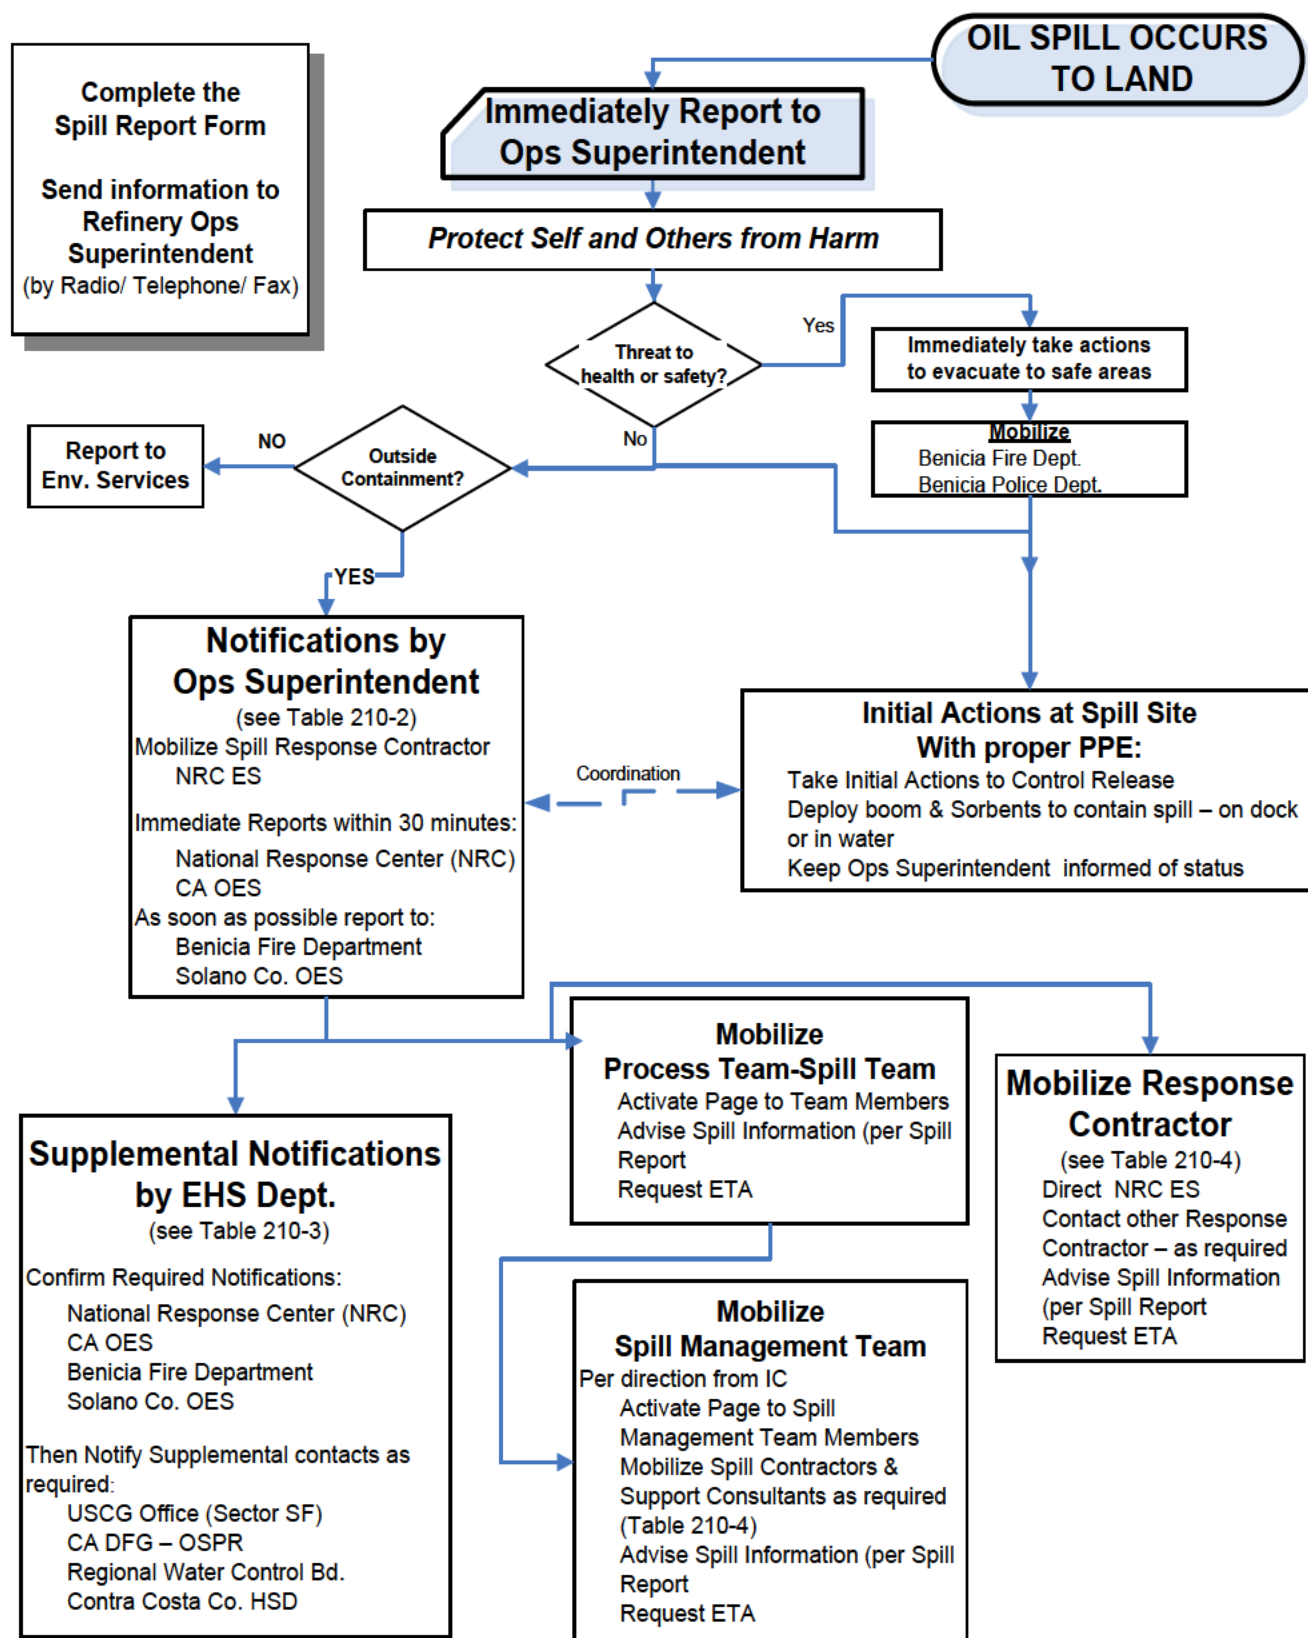 OIL SPILL OCCURS
TO LAND
Complete the
Spill Report Form
Send information to
Refinery Ops
Superintendent
(by Radio/ Telephone/ Fax)
Immediately Report to
Ops Superintendent
Protect Self and Others from Harm
Threat to
health or safety?
Yes
Immediately take actions
to evacuate to safe areas
Mobilize
Benicia Fire Dept.
Benicia Police Dept.
No
Outside
Containment?
NO
Report to
Env. Services
YES
Notifications by
Ops Superintendent
(see Table 210-2)
Mobilize Spill Response Contractor
NRC ES
Immediate Reports within 30 minutes:
National Response Center (NRC)
CA OES
As soon as possible report to:
Benicia Fire Department
Solano Co. OES
Coordination
Initial Actions at Spill Site
With proper PPE:
Take Initial Actions to Control Release
Deploy boom & Sorbents to contain spill – on dock
or in water
Keep Ops Superintendent informed of status
Mobilize
Process Team-Spill Team
Activate Page to Team Members
Advise Spill Information (per Spill
Report
Request ETA
Mobilize Response
Contractor
(see Table 210-4)
Direct NRC ES
Contact other Response
Contractor – as required
Advise Spill Information
(per Spill Report
Request ETA
Supplemental Notifications
by EHS Dept.
(see Table 210-3)
Confirm Required Notifications:
National Response Center (NRC)
CA OES
Benicia Fire Department
Solano Co. OES
Then Notify Supplemental contacts as
required:
USCG Office (Sector SF)
CA DFG – OSPR
Regional Water Control Bd.
Contra Costa Co. HSD
Mobilize
Spill Management Team
Per direction from IC
Activate Page to Spill
Management Team Members
Mobilize Spill Contractors &
Support Consultants as required
(Table 210-4)
Advise Spill Information (per Spill
Report
Request ETA